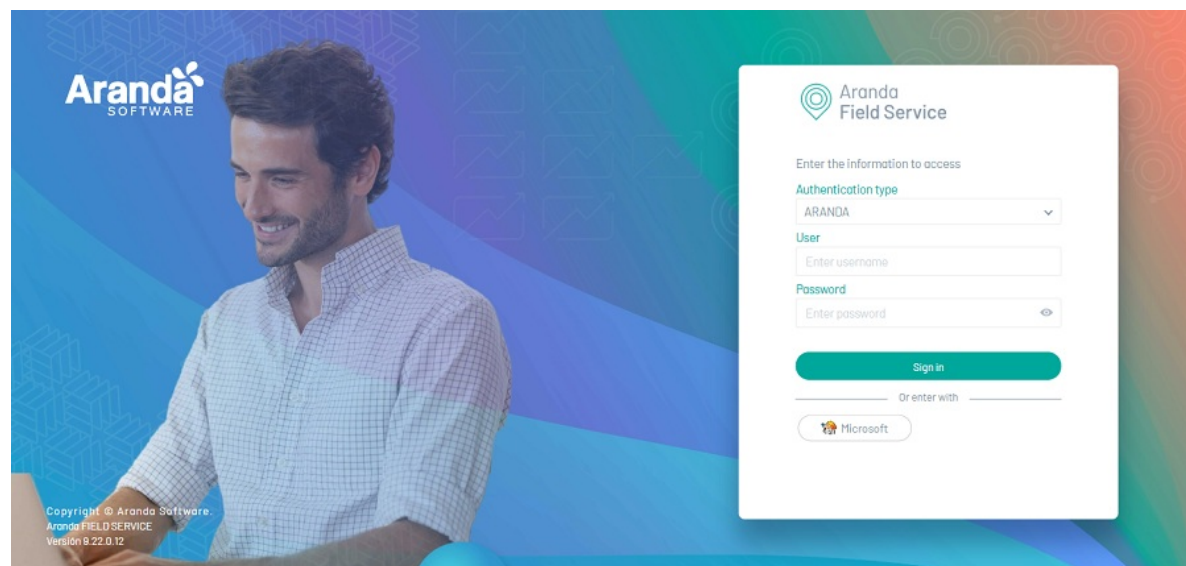 Aranda
SOFTWARE
Aranda
Field Service
Enter the information to access
Authentication type
ARANDA
User
Enter username
Password
Enter password
Sign in
Or enter with
Microsoft
Copyright © Aranda Software.
Aranda FIELD SERVICE
Versión 9.22.0.12